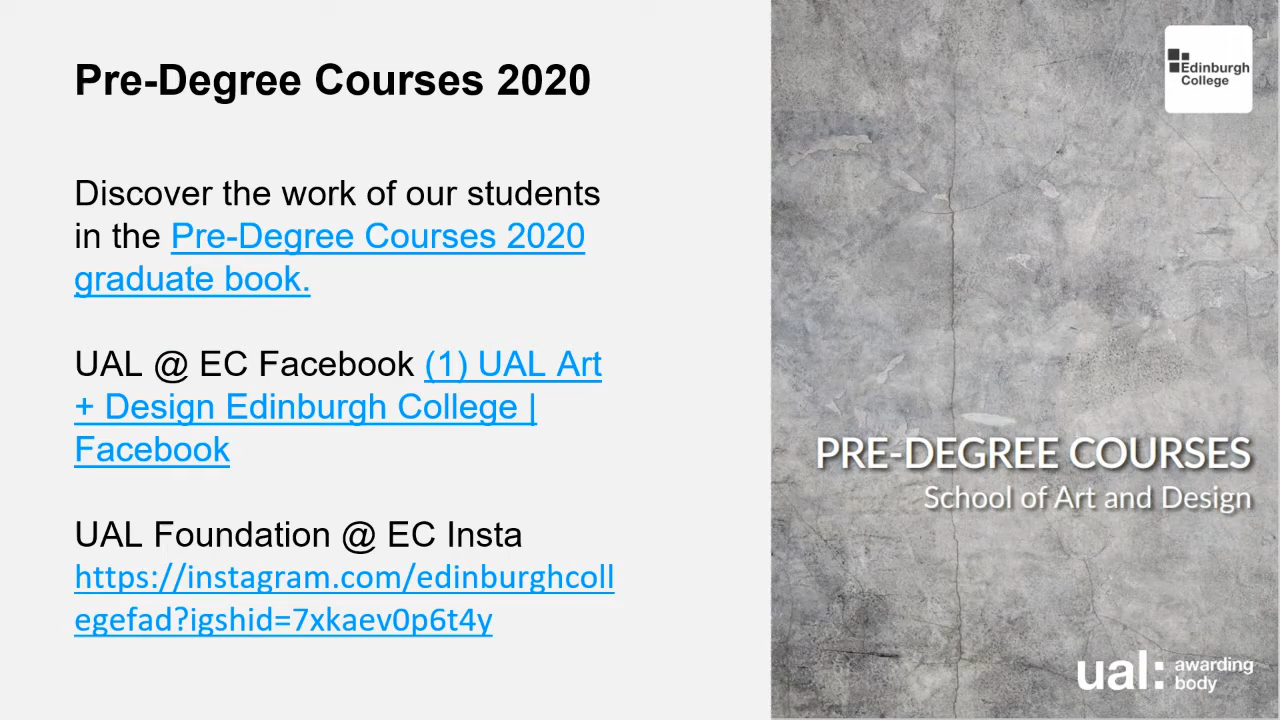 Pre-Degree Courses 2020
Discover the work of our students
in the Pre-Degree Courses 2020
graduate book.
UAL @ EC Facebook (1) UAL Art
+ Design Edinburgh College |
Facebook
UAL Foundation @ EC Insta
https://instagram.com/edinburghcoll
egefad?igshid=7xkaev0p6t4y
Edinburgh
College
PRE-DEGREE COURSES
School of Art and Design
ual: awarding
body